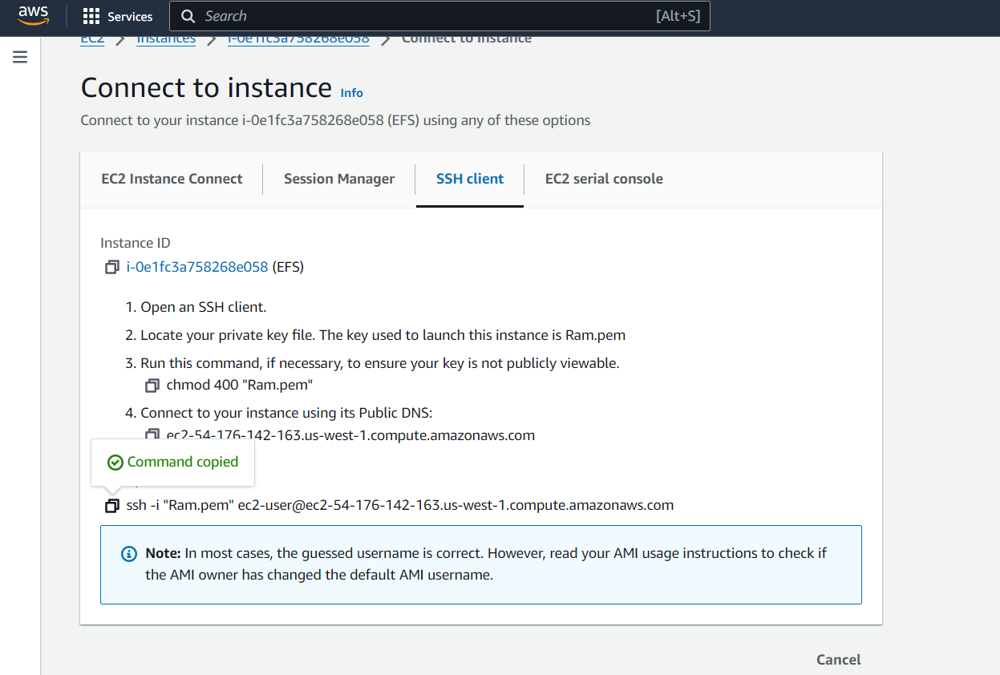 aws
Services
Search
[Alt+S]
EC2 > Instances > i-0e1fc3a758268e058 > Connect to instance
Connect to instance Info
Connect to your instance i-0e1fc3a758268e058 (EFS) using any of these options
EC2 Instance Connect
Session Manager
SSH client
EC2 serial console
Instance ID
i-0e1fc3a758268e058 (EFS)
1. Open an SSH client.
2. Locate your private key file. The key used to launch this instance is Ram.pem
3. Run this command, if necessary, to ensure your key is not publicly viewable.
chmod 400 "Ram.pem"
4. Connect to your instance using its Public DNS:
ec2-54-176-142-163.us-west-1.compute.amazonaws.com
Command copied
ssh -i "Ram.pem" ec2-user@ec2-54-176-142-163.us-west-1.compute.amazonaws.com
Note: In most cases, the guessed username is correct. However, read your AMI usage instructions to check if
the AMI owner has changed the default AMI username.
Cancel